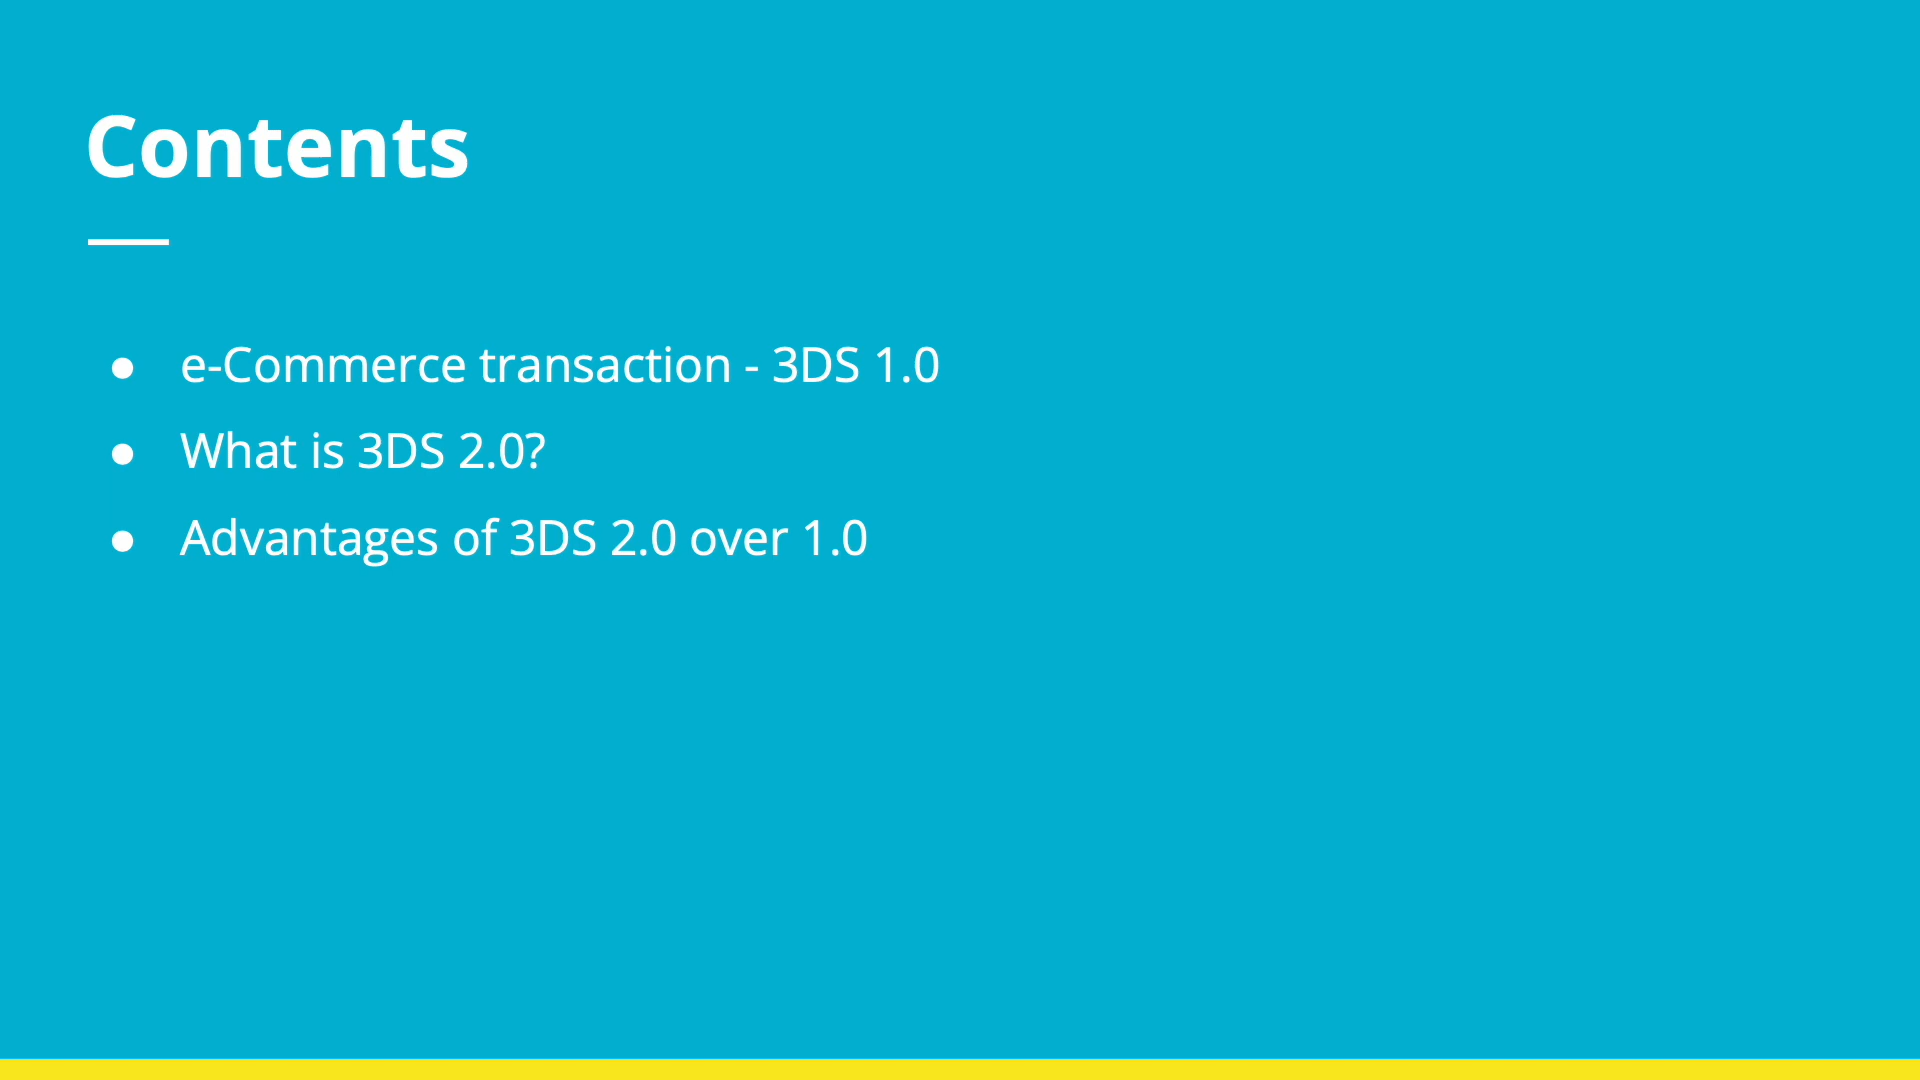 Contents
● e-Commerce transaction - 3DS 1.0
● What is 3DS 2.0?
● Advantages of 3DS 2.0 over 1.0